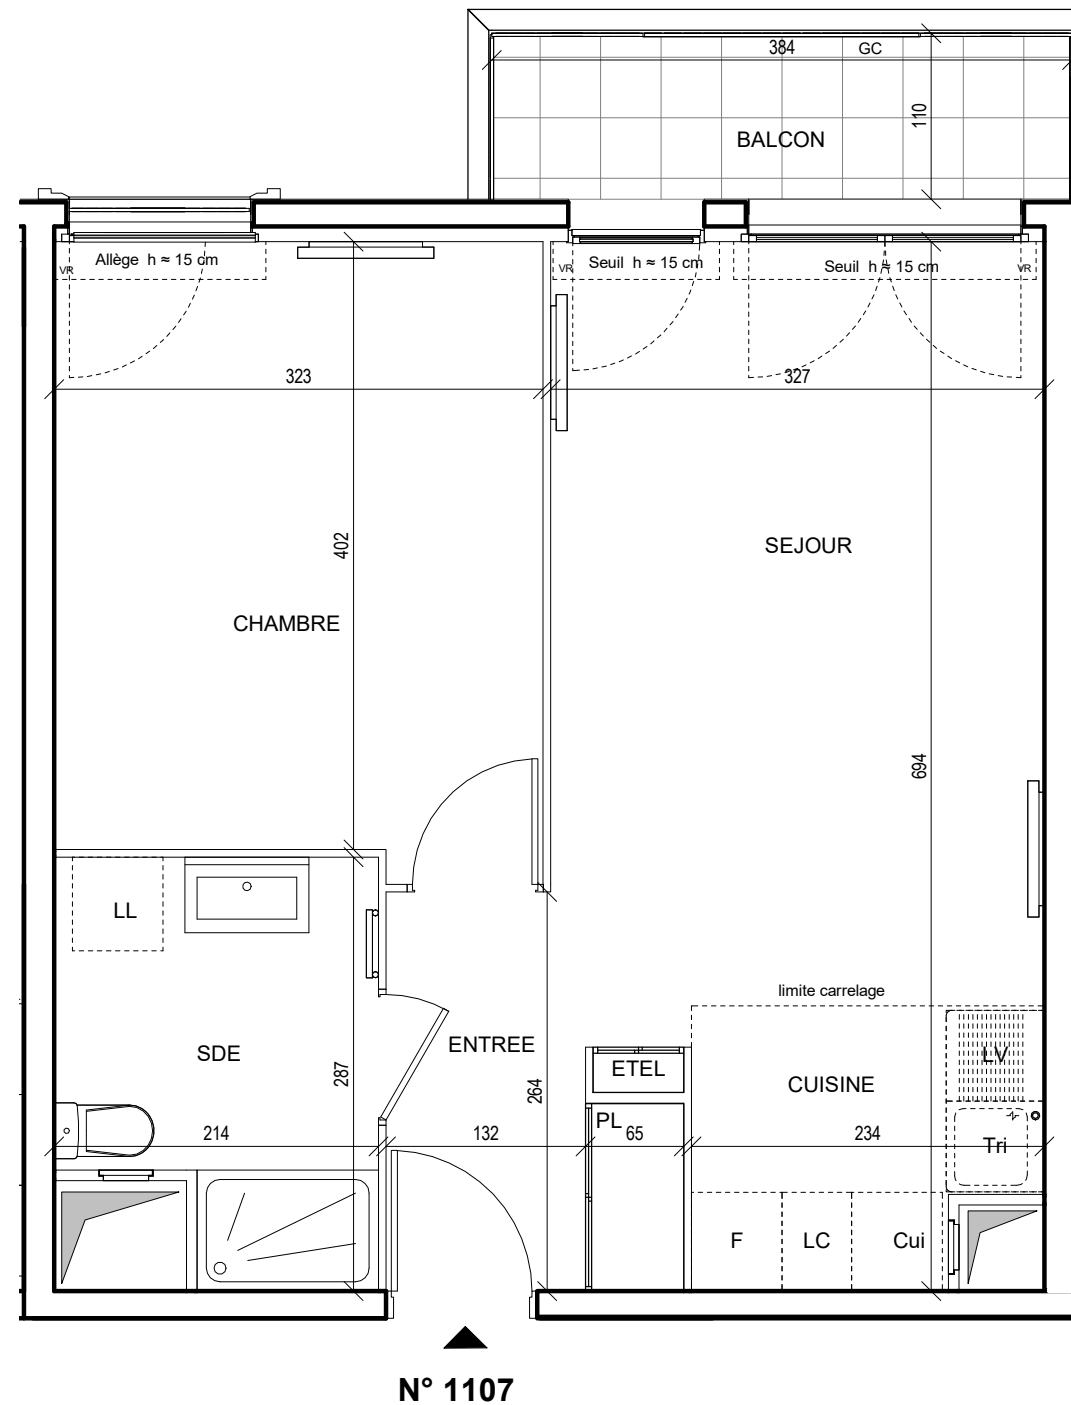 384
GC
110
BALCON
Allège h ≈ 15 cm
VR
VR
Seuil h ≈ 15 cm
Seuil h ≈ 15 cm
VR
323
327
402
SEJOUR
CHAMBRE
694
LL
limite carrelage
SDE
287
ENTREE
264
ETEL
CUISINE
LV
PL
214
132
65
234
Tri
F
LC
Cui
N° 1107